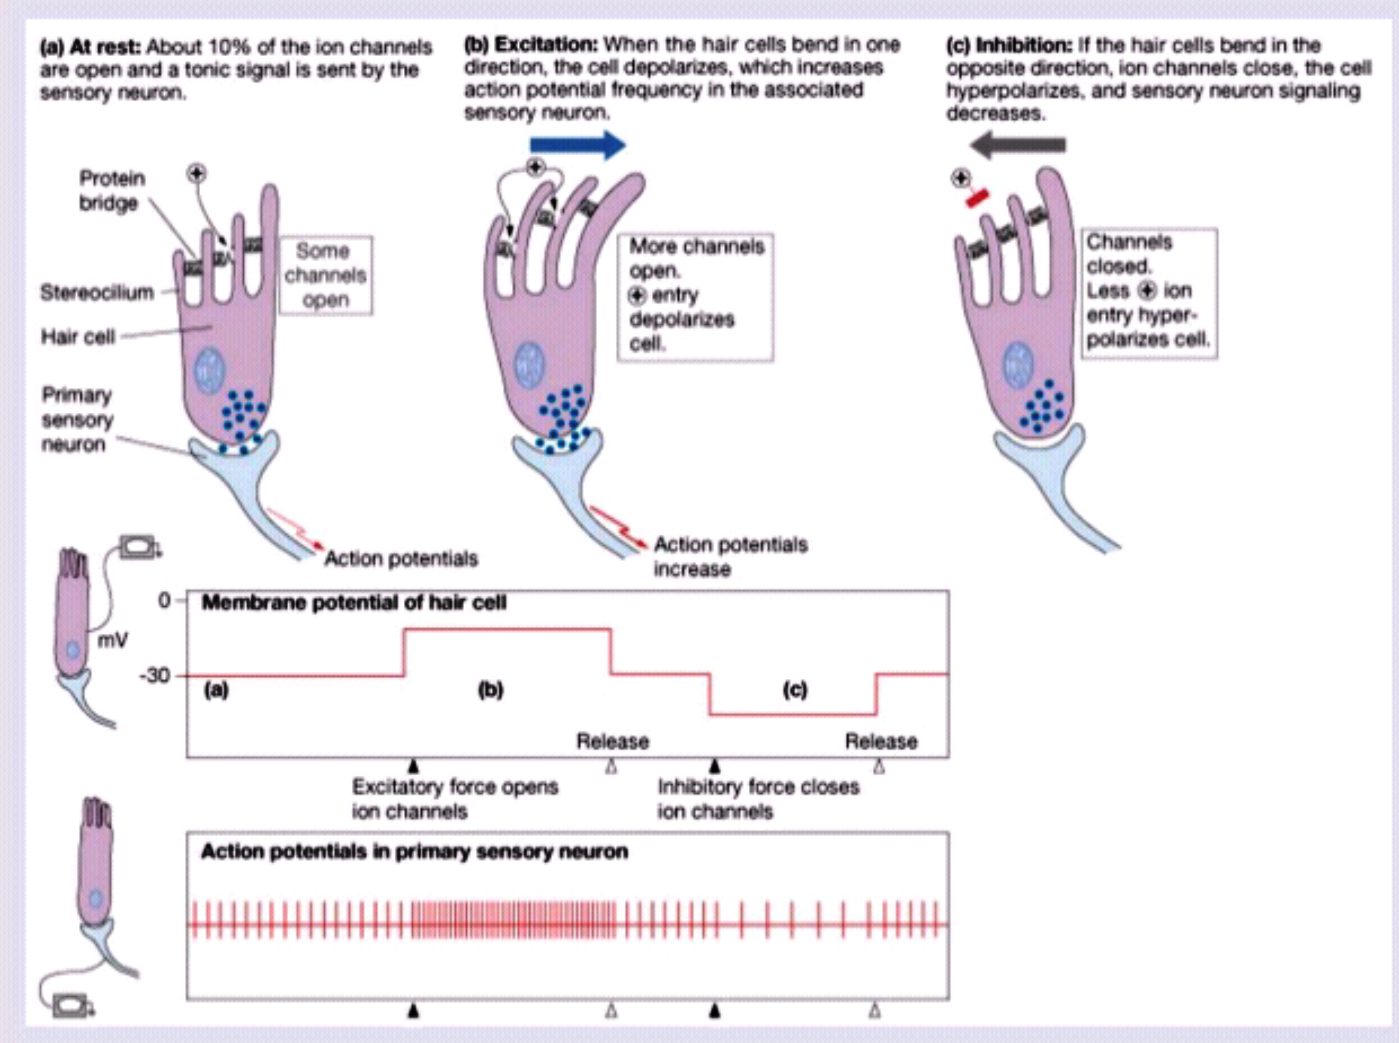 (a) At rest: About 10% of the ion channels
are open and a tonic signal is sent by the
sensory neuron.
(b) Excitation: When the hair cells bend in one
direction, the cell depolarizes, which increases
action potential frequency in the associated
sensory neuron.
(c) Inhibition: If the hair cells bend in the
opposite direction, ion channels close, the cell
hyperpolarizes, and sensory neuron signaling
decreases.
Protein
bridge
Stereocilium
Hair cell
Primary
sensory
neuron
+
Some
channels
open
Action potentials
+
More channels
open.
+ entry
depolarizes
cell.
Action potentials
increase
+
Channels
closed.
Less + ion
entry hyper-
polarizes cell.
mV
0
-30
Membrane potential of hair cell
(a)
(b)
(c)
Release
Release
Excitatory force opens
ion channels
Inhibitory force closes
ion channels
Action potentials in primary sensory neuron